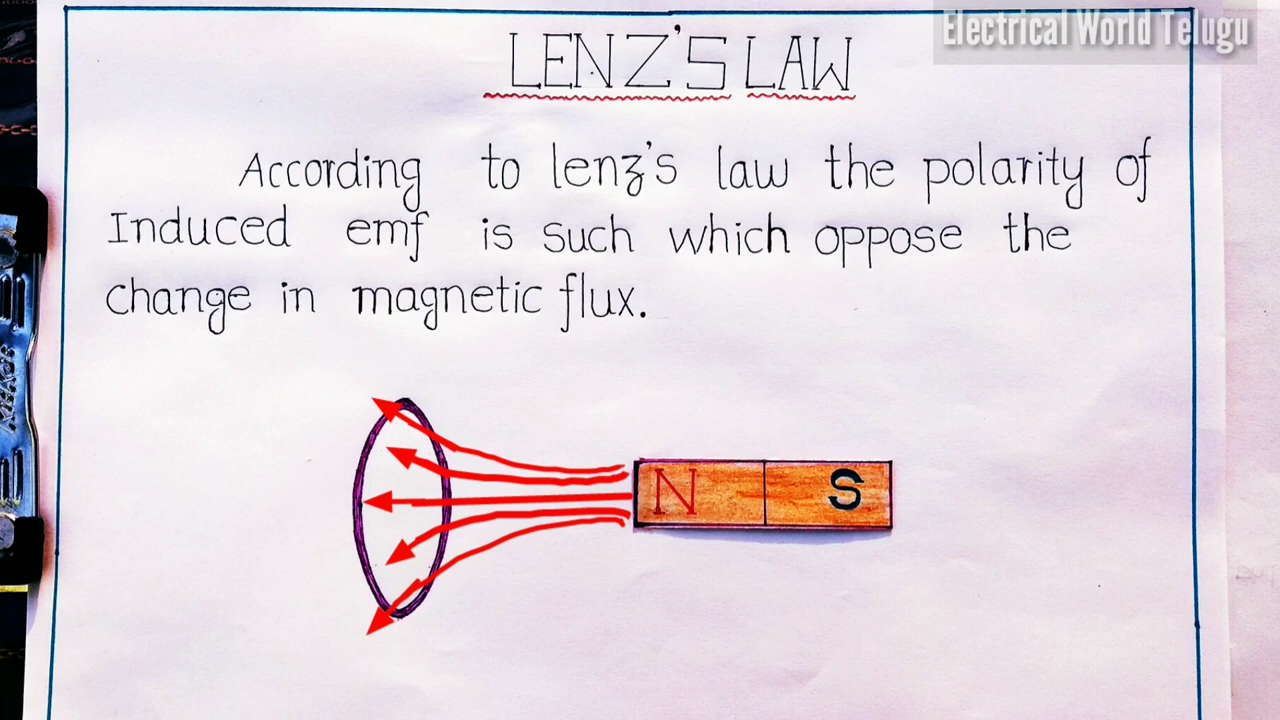 Electrical World Telugu
LENZ'S LAW
According to lenz's law the polarity of
Induced emf is such which oppose the
change in magnetic flux.
N S